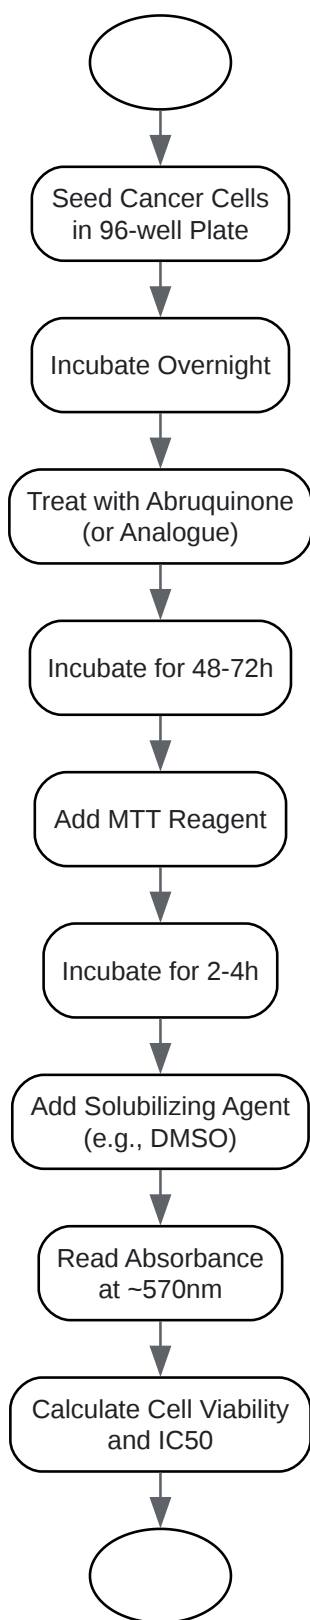 Seed Cancer Cells
in 96-well Plate
Incubate Overnight
Treat with Abruquinone
(or Analogue)
Incubate for 48-72h
Add MTT Reagent
Incubate for 2-4h
Add Solubilizing Agent
(e.g., DMSO)
Read Absorbance
at ~570nm
Calculate Cell Viability
and IC50